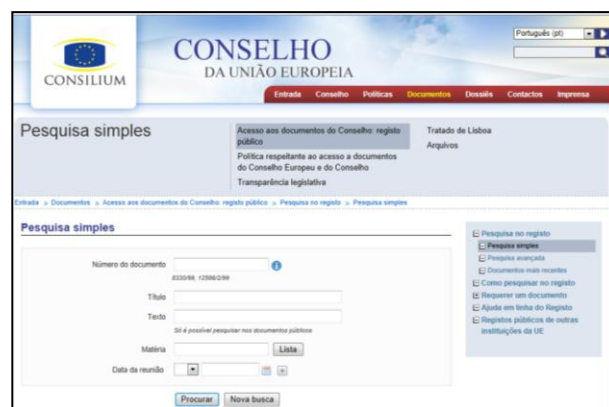 Português (pt)
CONSILIUM
CONSELHO
DA UNIÃO EUROPEIA
Entrada Conselho Políticas Documentos Dossiês Contactos Imprensa
Pesquisa simples
Acesso aos documentos do Conselho: registo
público
Política respeitante ao acesso a documentos
do Conselho Europeu e do Conselho
Transparência legislativa
Tratado de Lisboa
Arquivos
Entrada » Documentos » Acesso aos documentos do Conselho: registo público » Pesquisa no registo » Pesquisa simples
Pesquisa simples
Número do documento
8330/98, 12586/2/99
Título
Texto
Só é possível pesquisar nos documentos públicos
Matéria Lista
Data da reunião
Procurar Nova busca
Pesquisa no registo
Pesquisa simples
Pesquisa avançada
Documentos mais recentes
Como pesquisar no registo
Requerer um documento
Ajuda em linha do Registo
Registos públicos de outras
instituições da UE